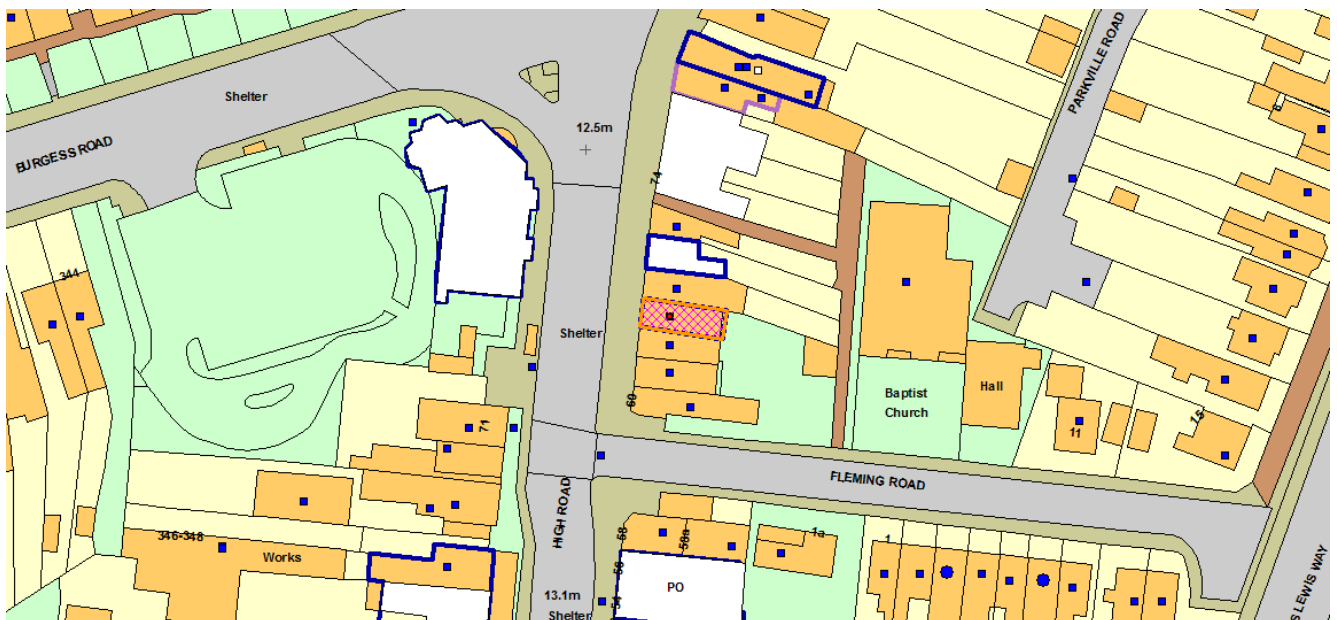 PARKVILLE ROAD
Shelter
8
12.5m
BURGESS ROAD
74
344
Shelter
Hall
60
Baptist
Church
71
11
15
FLEMING ROAD
HIGH ROAD
346-348
58
58a
1a
1
Works
56
PO
13.1m
54
Shelter
S LEWIS WAY